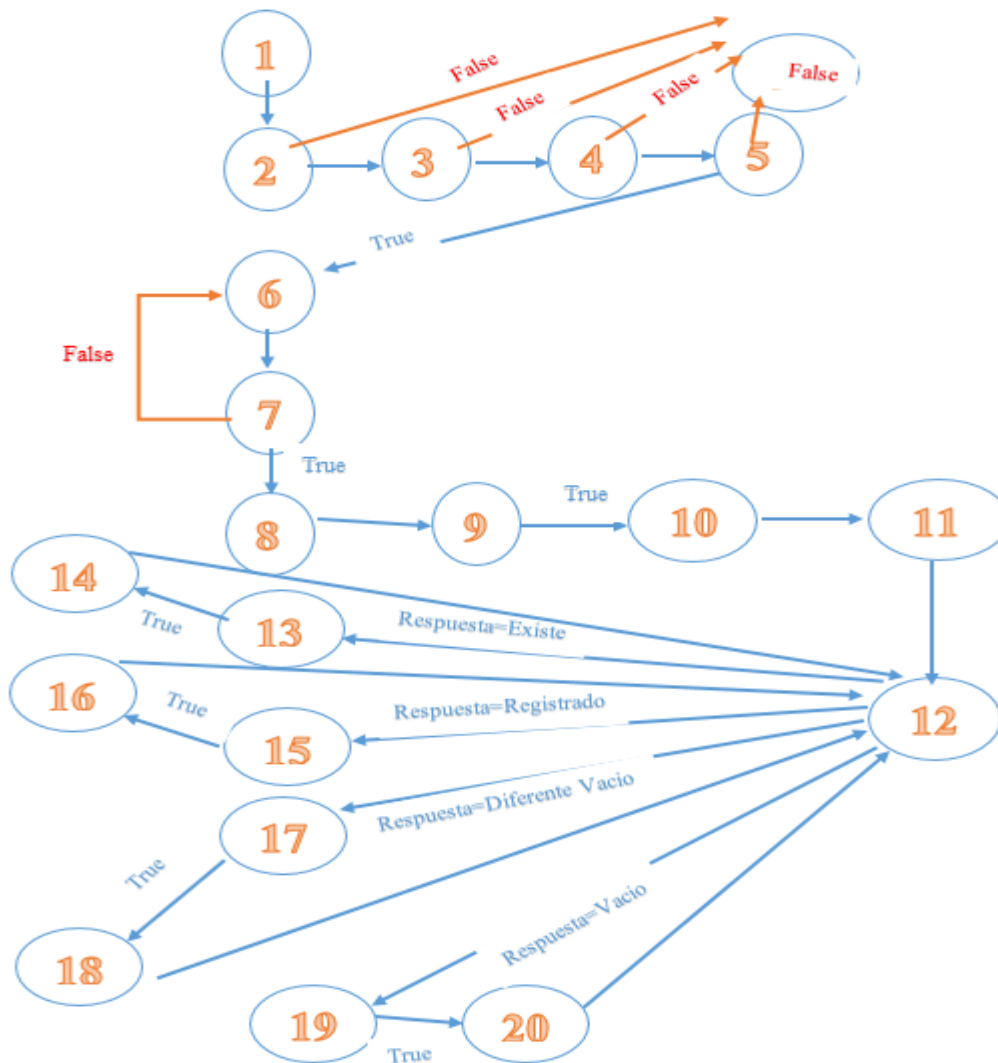 1
False
False
False
False
2
3
4
5
True
6
False
7
True
True
8
9
10
11
14
True
13
Respuesta=Existe
16
True
15
Respuesta=Registrado
12
17
Respuesta=Diferente Vacio
True
18
Respuesta=Vacio
19
20
True